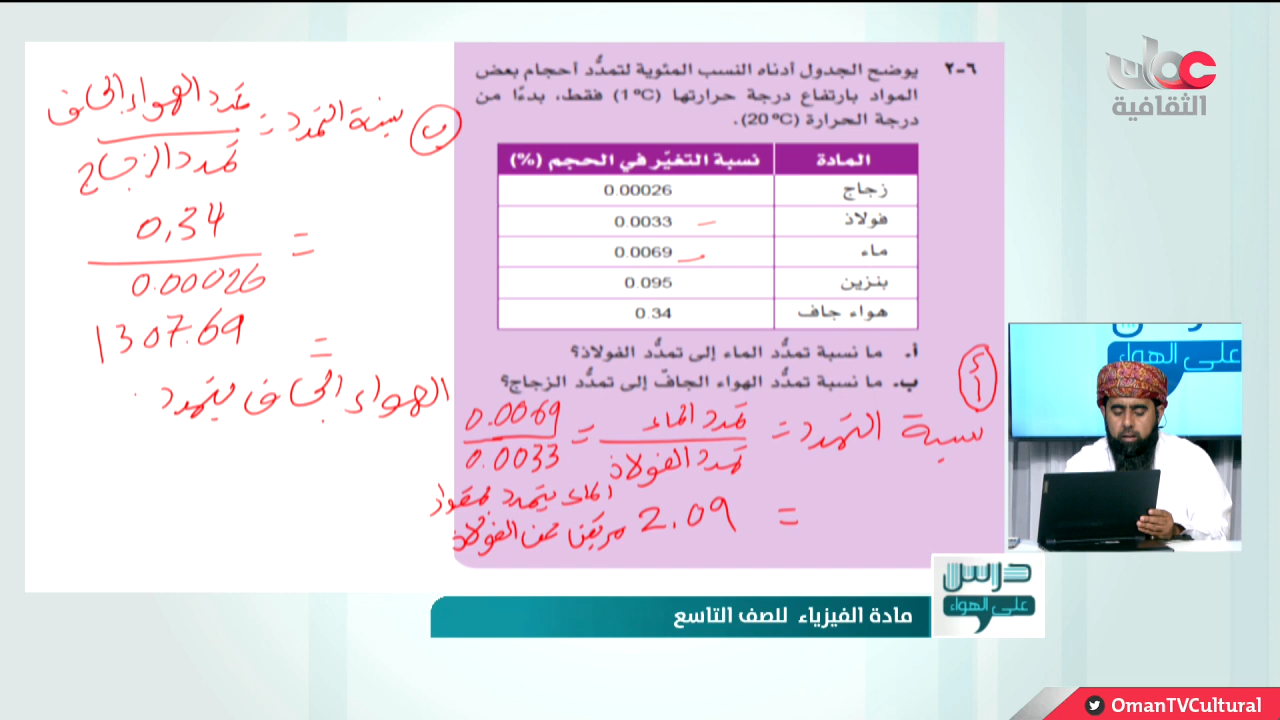 عمان
الثقافية
٦-٢ يوضح الجدول أدناه النسب المئوية لتمدُّد أحجام بعض
المواد بارتفاع درجة حرارتها (1°C) فقط، بدءًا من
درجة الحرارة (20°C).
المادة نسبة التغيّر في الحجم (%)
زجاج 0.00026
فولاذ 0.0033
ماء 0.0069
بنزين 0.095
هواء جاف 0.34
أ. ما نسبة تمدُّد الماء إلى تمدُّد الفولاذ؟
ب. ما نسبة تمدُّد الهواء الجافّ إلى تمدُّد الزجاج؟
أ
نسبة التمدد = تمدد الماء / تمدد الفولاذ = 0.0069 / 0.0033
= 2.09
الماء يتمدد بمقدار
مرتين من الفولاذ
ب نسبة التمدد = تمدد الهواء الجاف / تمدد الزجاج
= 0,34 / 0.00026
= 1307.69
الهواء الجاف يتمدد
على الهواء
درس
على الهواء
مادة الفيزياء للصف التاسع
OmanTVCultural